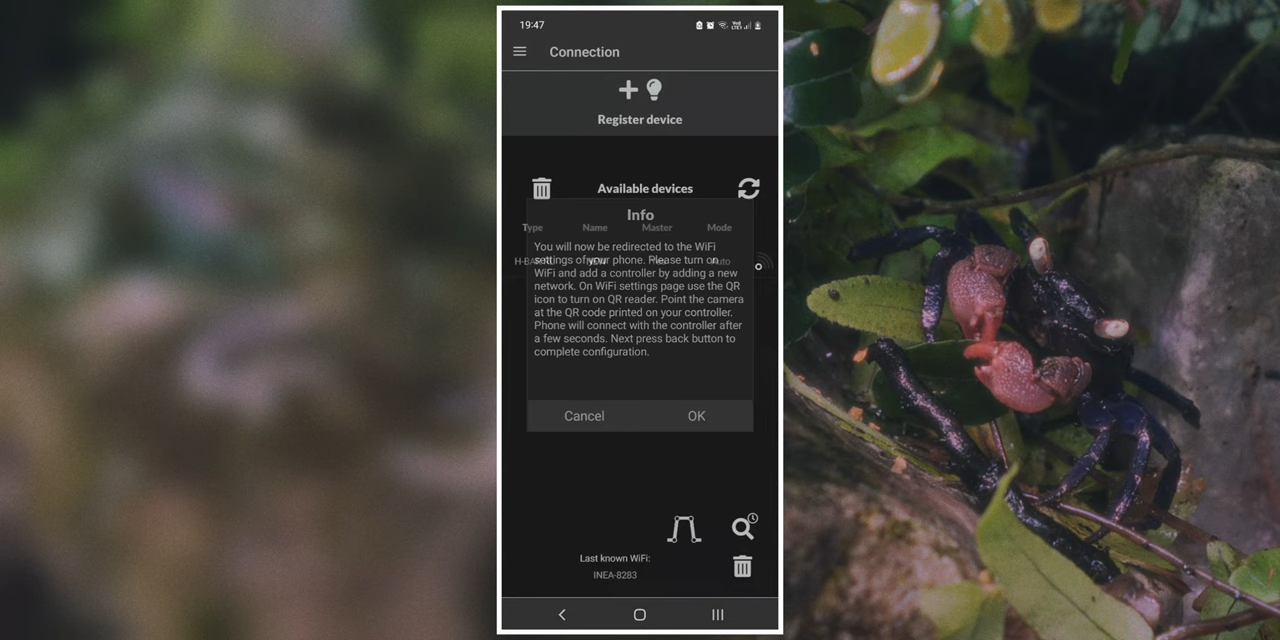 19:47
Connection
Register device
Available devices
Info
Type Name Master Mode
You will now be redirected to the WiFi
settings of your phone. Please turn on
WiFi and add a controller by adding a new
network. On WiFi settings page use the QR
icon to turn on QR reader. Point the camera
at the QR code printed on your controller.
Phone will connect with the controller after
a few seconds. Next press back button to
complete configuration.
Auto
Cancel OK
Last known WiFi:
INEA-8283